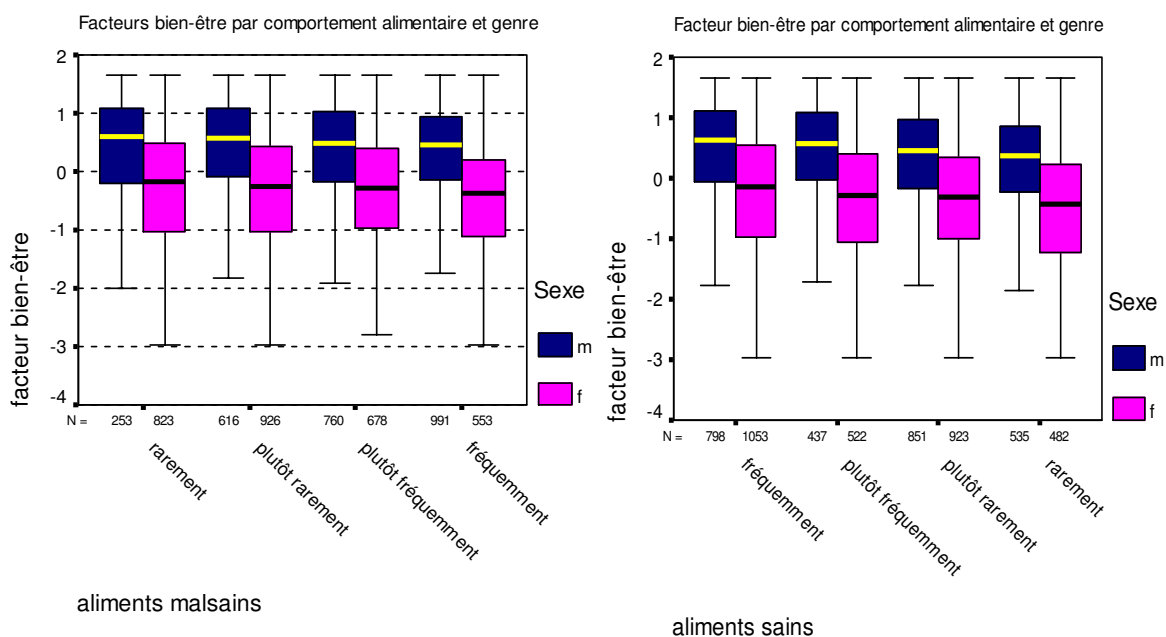 Facteurs bien-être par comportement alimentaire et genre
facteur bien-être
2
1
0
-1
-2
-3
-4
N = 253 823 616 926 760 678 991 553
rarement
plutôt rarement
plutôt fréquemment
fréquemment
aliments malsains
Sexe
m
f
Facteur bien-être par comportement alimentaire et genre
facteur bien-être
2
1
0
-1
-2
-3
-4
N = 798 1053 437 522 851 923 535 482
fréquemment
plutôt fréquemment
plutôt rarement
rarement
aliments sains
Sexe
m
f